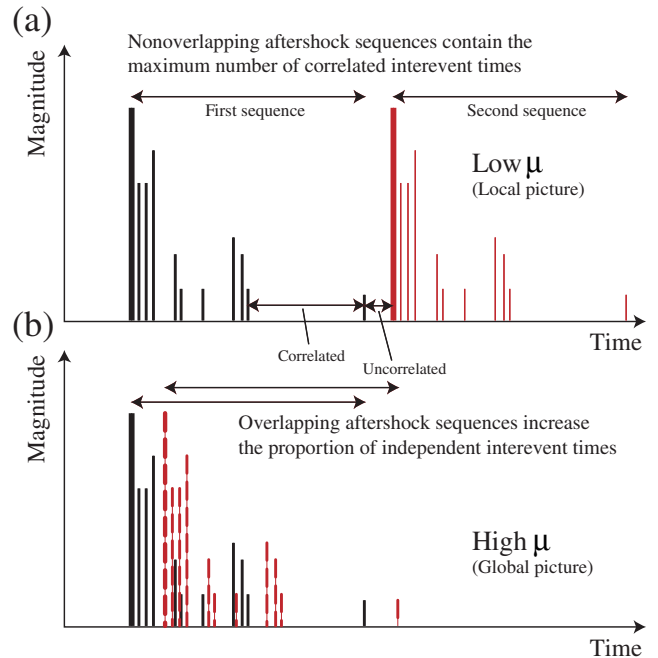 (a)
Nonoverlapping aftershock sequences contain the
maximum number of correlated interevent times
Magnitude
First sequence
Second sequence
Low μ
(Local picture)
Time
Correlated
Uncorrelated
(b)
Magnitude
Overlapping aftershock sequences increase
the proportion of independent interevent times
High μ
(Global picture)
Time